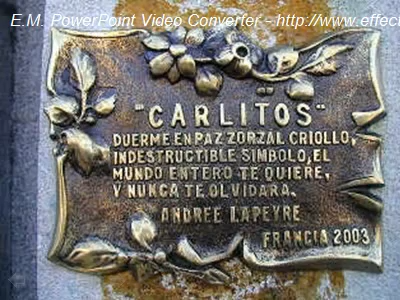 E.M. PowerPoint Video Converter - http://www.effect
"CARLITOS"
DUERME EN PAZ ZORZAL CRIOLLO,
INDESTRUCTIBLE SIMBOLO, EL
MUNDO ENTERO TE QUIERE,
Y NUNCA TE OLVIDARA.
ANDREE LAPEYRE
FRANCIA 2003